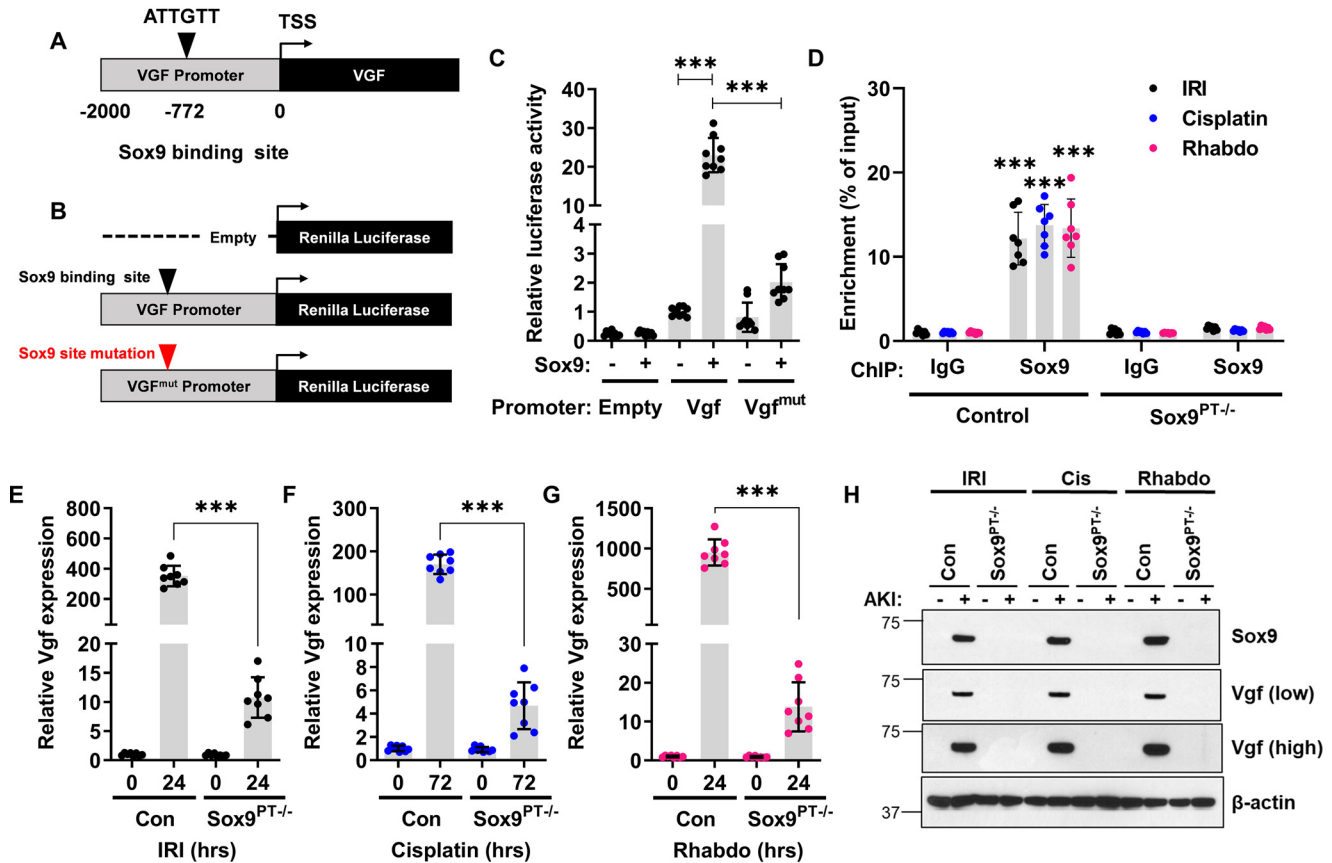 A
ATTGTT
TSS
VGF Promoter
VGF
-2000 -772 0
Sox9 binding site
B
Empty
Renilla Luciferase
Sox9 binding site
VGF Promoter
Renilla Luciferase
Sox9 site mutation
VGFmut Promoter
Renilla Luciferase
C
Relative luciferase activity
40
30
20
10
4
3
2
1
0
***
***
Sox9: - + - + - +
Promoter: Empty Vgf Vgfmut
D
Enrichment (% of input)
30
20
10
0
IRI
Cisplatin
Rhabdo
*** *** ***
ChIP: IgG Sox9 IgG Sox9
Control Sox9PT-/-
E
Relative Vgf expression
800
600
400
200
20
15
10
5
0
***
0 24 0 24
Con Sox9PT-/-
IRI (hrs)
F
Relative Vgf expression
300
200
100
10
8
6
4
2
0
***
0 72 0 72
Con Sox9PT-/-
Cisplatin (hrs)
G
Relative Vgf expression
1500
1000
500
30
20
10
0
***
0 24 0 24
Con Sox9PT-/-
Rhabdo (hrs)
H
IRI Cis Rhabdo
Con Sox9PT-/- Con Sox9PT-/- Con Sox9PT-/-
AKI: - + - + - + - + - + - +
75 Sox9
75 Vgf (low)
75 Vgf (high)
37 β-actin